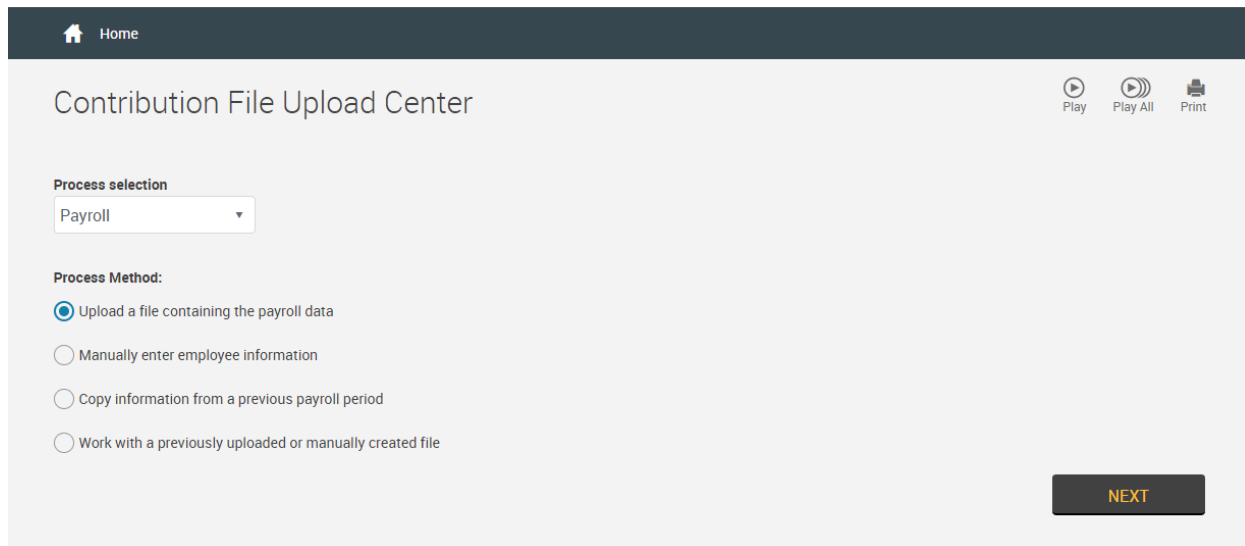 Home
Contribution File Upload Center
Play Play All Print
Process selection
Payroll
Process Method:
Upload a file containing the payroll data
Manually enter employee information
Copy information from a previous payroll period
Work with a previously uploaded or manually created file
NEXT